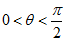 0 < θ < π/2